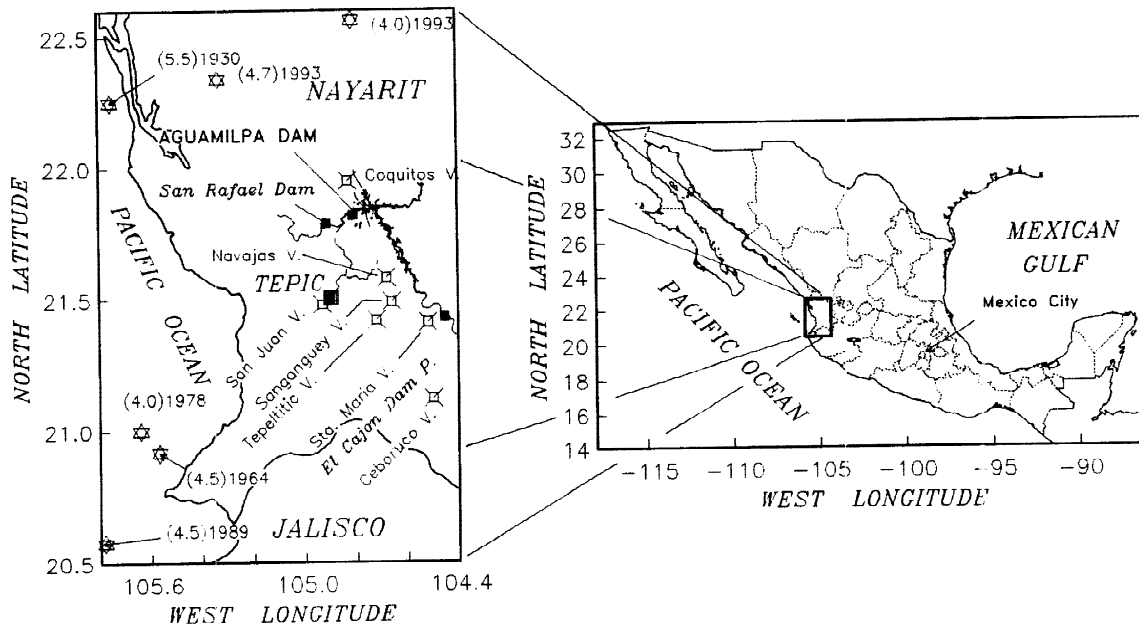 22.5
22.0
21.5
21.0
20.5
NORTH LATITUDE
105.6
105.0
104.4
WEST LONGITUDE
(4.0)1993
(5.5)1930
(4.7)1993
NAYARIT
AGUAMILPA DAM
Coquitos V.
San Rafael Dam
PACIFIC
OCEAN
Navajas V.
TEPIC
San Juan V.
Sanganguey V.
Tepeltitic V.
Sta. Maria V.
El Cajon Dam P.
Ceboruco V.
(4.0)1978
(4.5)1964
(4.5)1989
JALISCO
32
30
28
26
24
22
20
18
16
14
NORTH LATITUDE
MEXICAN
GULF
Mexico City
PACIFIC OCEAN
-115
-110
-105
-100
-95
-90
WEST LONGITUDE